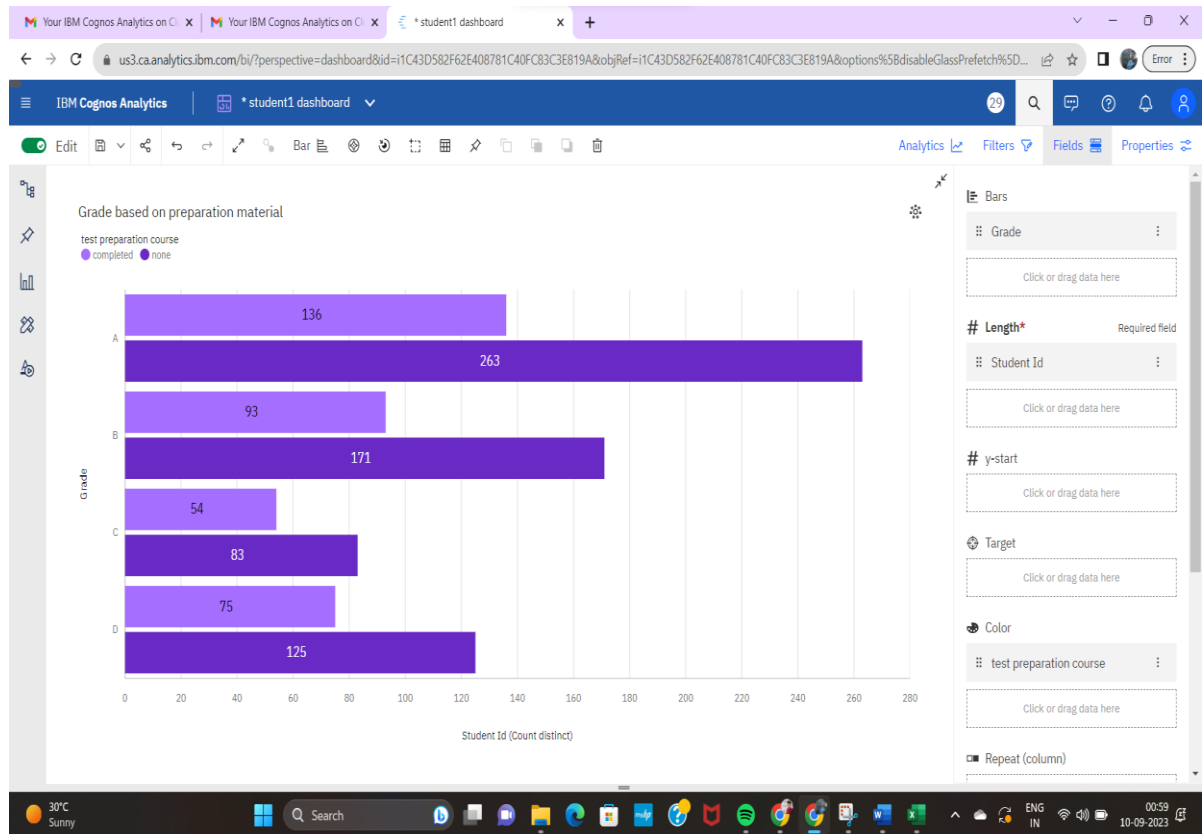 Your IBM Cognos Analytics on Cl
Your IBM Cognos Analytics on Cl
* student1 dashboard
us3.ca.analytics.ibm.com/bi/?perspective=dashboard&id=i1C43D582F62E408781C40FC83C3E819A&objRef=i1C43D582F62E408781C40FC83C3E819A&options%5BdisableGlassPrefetch%5D...
Error
IBM Cognos Analytics
* student1 dashboard
29
Edit
Bar
Analytics
Filters
Fields
Properties
Grade based on preparation material
test preparation course
completed
none
Grade
A
136
263
B
93
171
C
54
83
D
75
125
0 20 40 60 80 100 120 140 160 180 200 220 240 260 280
Student Id (Count distinct)
Bars
Grade
Click or drag data here
# Length*
Required field
Student Id
Click or drag data here
# y-start
Click or drag data here
Target
Click or drag data here
Color
test preparation course
Click or drag data here
Repeat (column)
30°C
Sunny
Search
ENG
IN
00:59
10-09-2023